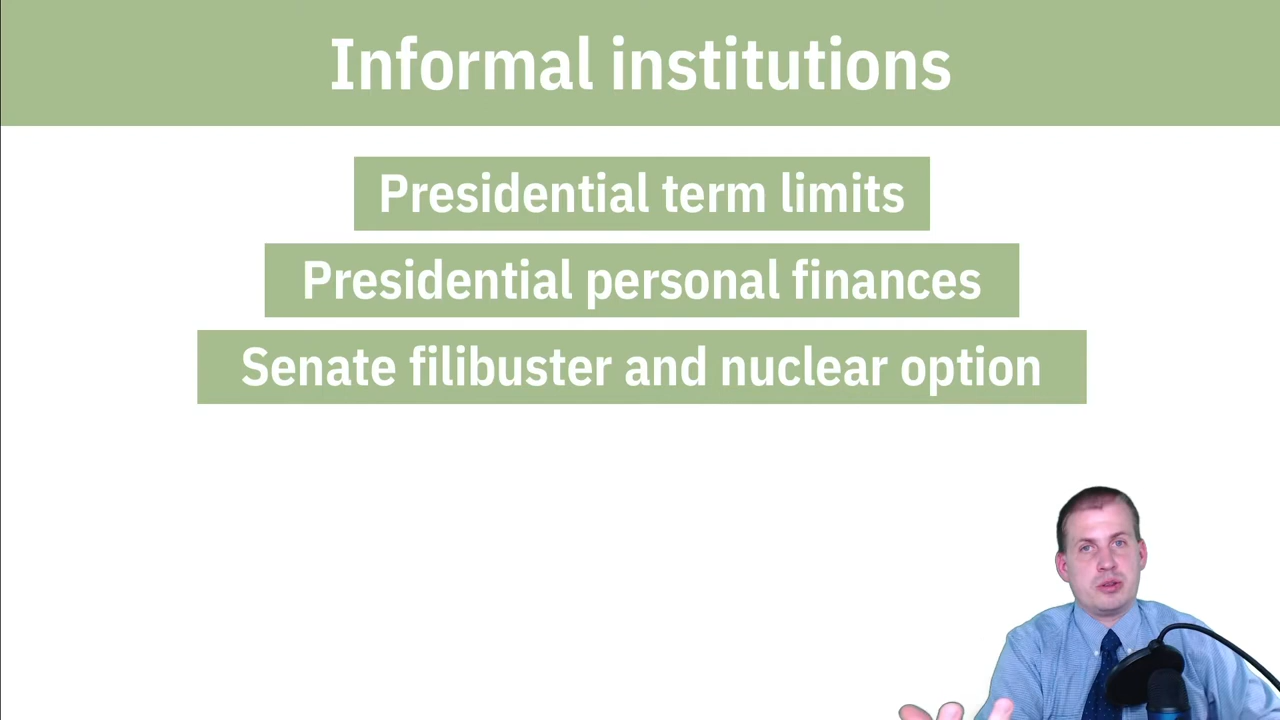 Informal institutions
Presidential term limits
Presidential personal finances
Senate filibuster and nuclear option